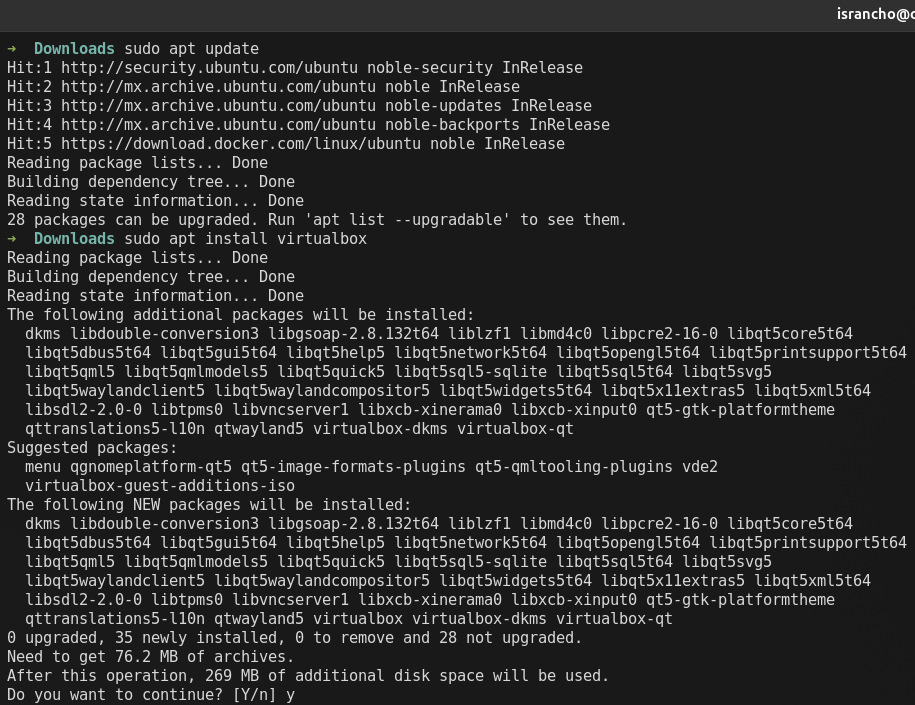 israncho@
➜  Downloads sudo apt update
Hit:1 http://security.ubuntu.com/ubuntu noble-security InRelease
Hit:2 http://mx.archive.ubuntu.com/ubuntu noble InRelease
Hit:3 http://mx.archive.ubuntu.com/ubuntu noble-updates InRelease
Hit:4 http://mx.archive.ubuntu.com/ubuntu noble-backports InRelease
Hit:5 https://download.docker.com/linux/ubuntu noble InRelease
Reading package lists... Done
Building dependency tree... Done
Reading state information... Done
28 packages can be upgraded. Run 'apt list --upgradable' to see them.
➜  Downloads sudo apt install virtualbox
Reading package lists... Done
Building dependency tree... Done
Reading state information... Done
The following additional packages will be installed:
  dkms libdouble-conversion3 libgsoap-2.8.132t64 liblzf1 libmd4c0 libpcre2-16-0 libqt5core5t64
  libqt5dbus5t64 libqt5gui5t64 libqt5help5 libqt5network5t64 libqt5opengl5t64 libqt5printsupport5t64
  libqt5qml5 libqt5qmlmodels5 libqt5quick5 libqt5sql5-sqlite libqt5sql5t64 libqt5svg5
  libqt5waylandclient5 libqt5waylandcompositor5 libqt5widgets5t64 libqt5x11extras5 libqt5xml5t64
  libsdl2-2.0-0 libtpms0 libvncserver1 libxcb-xinerama0 libxcb-xinput0 qt5-gtk-platformtheme
  qttranslations5-l10n qtwayland5 virtualbox-dkms virtualbox-qt
Suggested packages:
  menu qgnomeplatform-qt5 qt5-image-formats-plugins qt5-qmltooling-plugins vde2
  virtualbox-guest-additions-iso
The following NEW packages will be installed:
  dkms libdouble-conversion3 libgsoap-2.8.132t64 liblzf1 libmd4c0 libpcre2-16-0 libqt5core5t64
  libqt5dbus5t64 libqt5gui5t64 libqt5help5 libqt5network5t64 libqt5opengl5t64 libqt5printsupport5t64
  libqt5qml5 libqt5qmlmodels5 libqt5quick5 libqt5sql5-sqlite libqt5sql5t64 libqt5svg5
  libqt5waylandclient5 libqt5waylandcompositor5 libqt5widgets5t64 libqt5x11extras5 libqt5xml5t64
  libsdl2-2.0-0 libtpms0 libvncserver1 libxcb-xinerama0 libxcb-xinput0 qt5-gtk-platformtheme
  qttranslations5-l10n qtwayland5 virtualbox virtualbox-dkms virtualbox-qt
0 upgraded, 35 newly installed, 0 to remove and 28 not upgraded.
Need to get 76.2 MB of archives.
After this operation, 269 MB of additional disk space will be used.
Do you want to continue? [Y/n] y